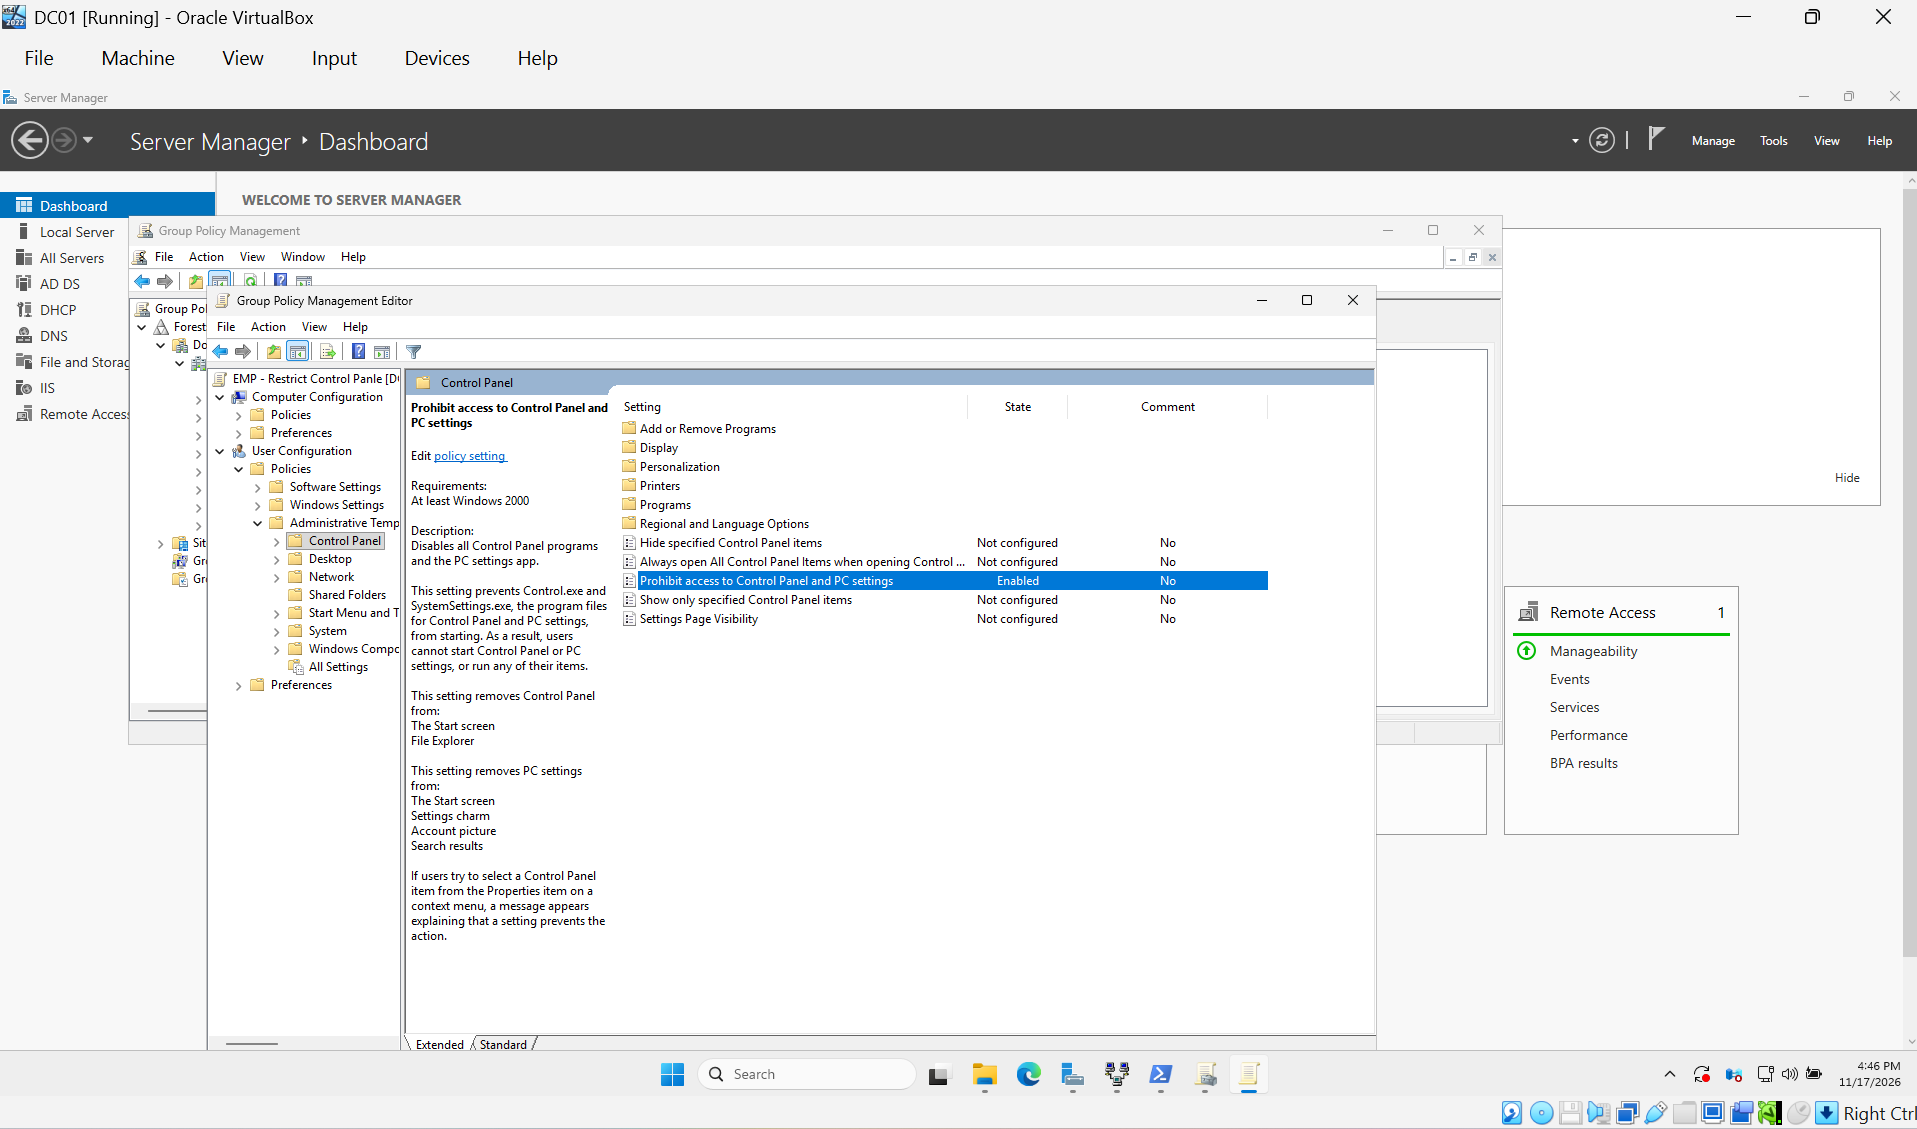 DC01 [Running] - Oracle VirtualBox
File Machine View Input Devices Help
Server Manager
Server Manager ‣ Dashboard
Manage Tools View Help
Dashboard
Local Server
All Servers
AD DS
DHCP
DNS
File and Storag
IIS
Remote Access
WELCOME TO SERVER MANAGER
Group Policy Management
File Action View Window Help
Group Pol
Forest
Do
Sit
Gr
Gr
Group Policy Management Editor
File Action View Help
EMP - Restrict Control Panle [D
Computer Configuration
Policies
Preferences
User Configuration
Policies
Software Settings
Windows Settings
Administrative Temp
Control Panel
Desktop
Network
Shared Folders
Start Menu and T
System
Windows Compo
All Settings
Preferences
Control Panel
Prohibit access to Control Panel and
PC settings
Edit policy setting
Requirements:
At least Windows 2000
Description:
Disables all Control Panel programs
and the PC settings app.
This setting prevents Control.exe and
SystemSettings.exe, the program files
for Control Panel and PC settings,
from starting. As a result, users
cannot start Control Panel or PC
settings, or run any of their items.
This setting removes Control Panel
from:
The Start screen
File Explorer
This setting removes PC settings
from:
The Start screen
Settings charm
Account picture
Search results
If users try to select a Control Panel
item from the Properties item on a
context menu, a message appears
explaining that a setting prevents the
action.
Setting State Comment
Add or Remove Programs
Display
Personalization
Printers
Programs
Regional and Language Options
Hide specified Control Panel items Not configured No
Always open All Control Panel Items when opening Control ... Not configured No
Prohibit access to Control Panel and PC settings Enabled No
Show only specified Control Panel items Not configured No
Settings Page Visibility Not configured No
Extended Standard
Hide
Remote Access 1
Manageability
Events
Services
Performance
BPA results
Search
4:46 PM
11/17/2026
Right Ctrl